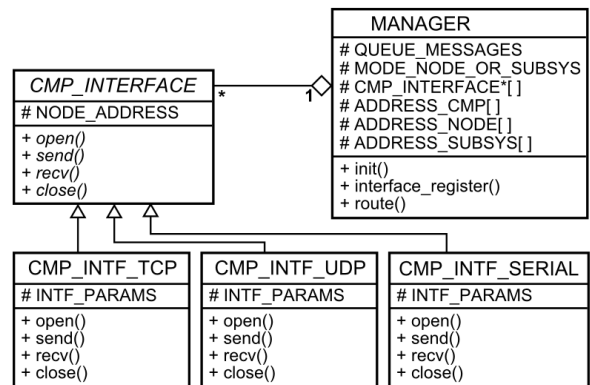 MANAGER
# QUEUE_MESSAGES
# MODE_NODE_OR_SUBSYS
# CMP_INTERFACE*[ ]
# ADDRESS_CMP[ ]
# ADDRESS_NODE[ ]
# ADDRESS_SUBSYS[ ]
+ init()
+ interface_register()
+ route()
CMP_INTERFACE
# NODE_ADDRESS
+ open()
+ send()
+ recv()
+ close()
*
1
CMP_INTF_TCP
# INTF_PARAMS
+ open()
+ send()
+ recv()
+ close()
CMP_INTF_UDP
# INTF_PARAMS
+ open()
+ send()
+ recv()
+ close()
CMP_INTF_SERIAL
# INTF_PARAMS
+ open()
+ send()
+ recv()
+ close()